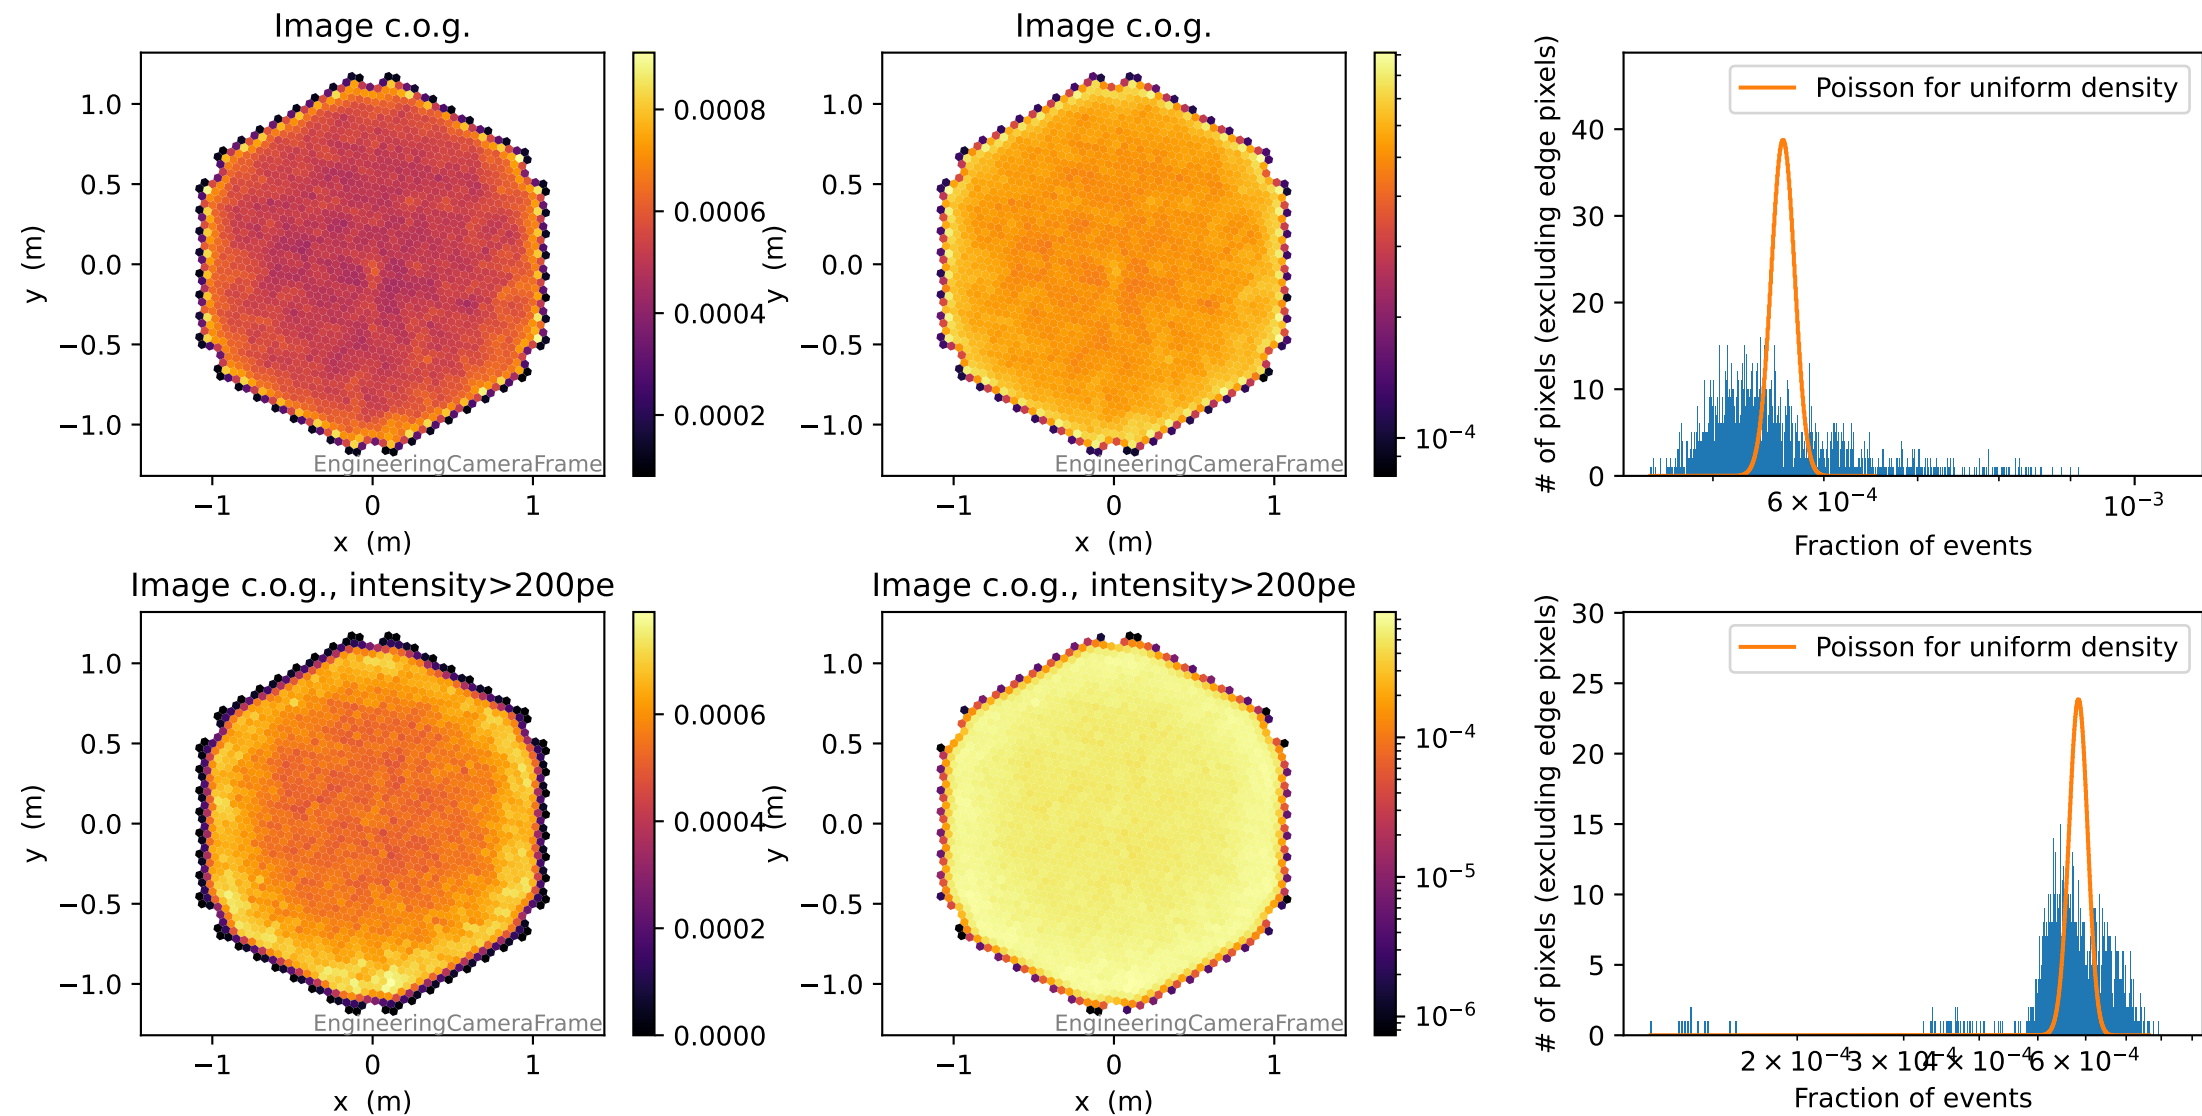 Image c.o.g.
1.0
0.5
0.0
−0.5
−1.0
y (m)
−1 0 1
x (m)
EngineeringCameraFrame
0.0008
0.0006
0.0004
0.0002
Image c.o.g.
1.0
0.5
0.0
−0.5
−1.0
y (m)
−1 0 1
x (m)
EngineeringCameraFrame
10⁻⁴
# of pixels (excluding edge pixels)
40
30
20
10
0
Poisson for uniform density
6 × 10⁻⁴ 10⁻³
Fraction of events
Image c.o.g., intensity>200pe
1.0
0.5
0.0
−0.5
−1.0
y (m)
−1 0 1
x (m)
EngineeringCameraFrame
0.0006
0.0004
0.0002
0.0000
Image c.o.g., intensity>200pe
1.0
0.5
0.0
−0.5
−1.0
y (m)
−1 0 1
x (m)
EngineeringCameraFrame
10⁻⁴
10⁻⁵
10⁻⁶
# of pixels (excluding edge pixels)
30
25
20
15
10
5
0
Poisson for uniform density
2 × 10⁻⁴ 3 × 10⁻⁴ 4 × 10⁻⁴ 6 × 10⁻⁴
Fraction of events